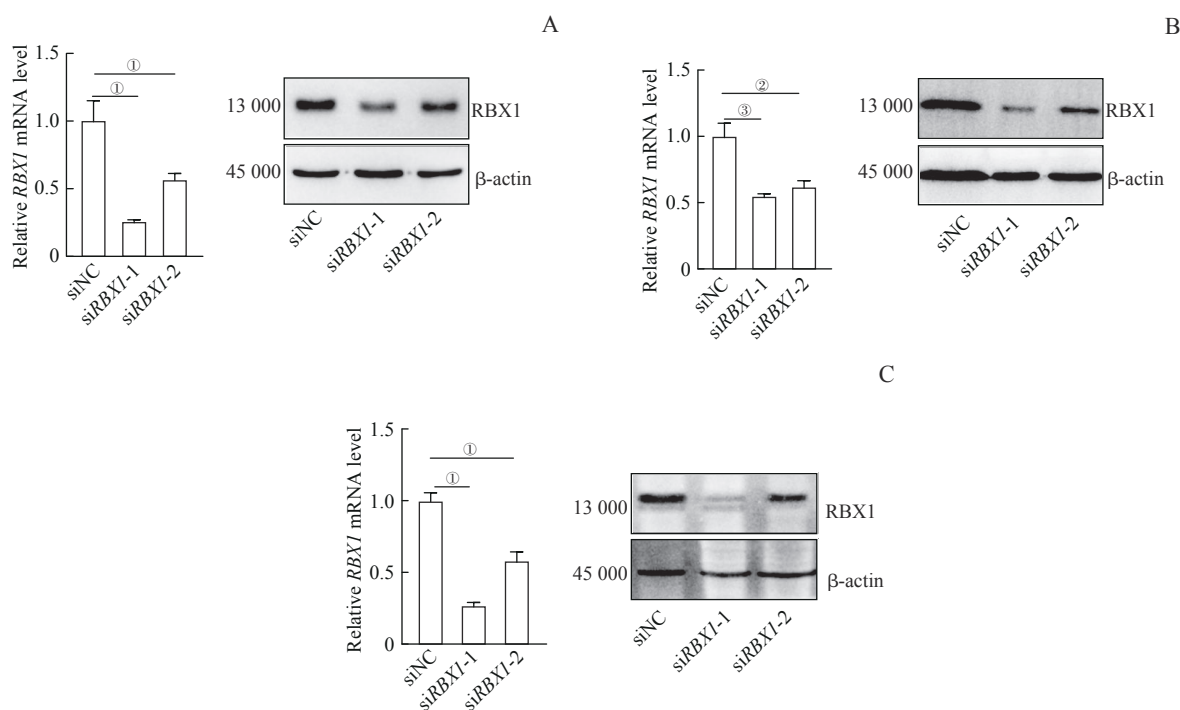 A
Relative RBX1 mRNA level
1.5
1.0
0.5
0
①
①
siNC
siRBX1-1
siRBX1-2
13 000
RBX1
45 000
β-actin
siNC
siRBX1-1
siRBX1-2
B
Relative RBX1 mRNA level
1.5
1.0
0.5
0
②
③
siNC
siRBX1-1
siRBX1-2
13 000
RBX1
45 000
β-actin
siNC
siRBX1-1
siRBX1-2
C
Relative RBX1 mRNA level
1.5
1.0
0.5
0
①
①
siNC
siRBX1-1
siRBX1-2
13 000
RBX1
45 000
β-actin
siNC
siRBX1-1
siRBX1-2